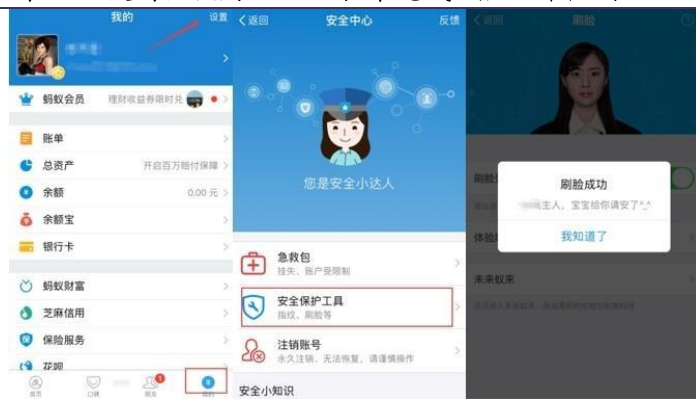 我的
设置
蚂蚁会员 理财收益券限时兑
账单
总资产 开启百万赔付保障
余额 0.00 元
余额宝
银行卡
蚂蚁财富
芝麻信用
保险服务
花呗
首页 口碑 朋友 我的
1
返回 安全中心 反馈
您是安全小达人
急救包
挂失、账户受限制
安全保护工具
指纹、刷脸等
注销账号
永久注销、无法恢复，请谨慎操作
安全小知识
返回 刷脸
刷脸
刷脸成功
主人，宝宝给你请安了^_^
我知道了
体验
未来蚁来